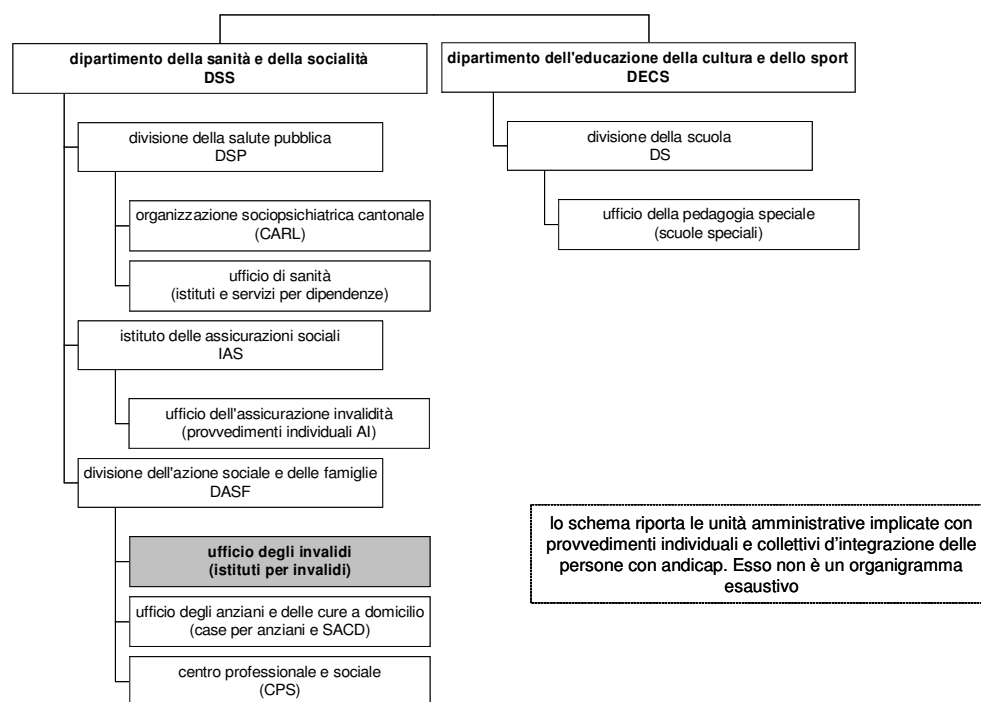 dipartimento della sanità e della socialità
DSS
dipartimento dell'educazione della cultura e dello sport
DECS
divisione della salute pubblica
DSP
divisione della scuola
DS
organizzazione sociopsichiatrica cantonale
(CARL)
ufficio della pedagogia speciale
(scuole speciali)
ufficio di sanità
(istituti e servizi per dipendenze)
istituto delle assicurazioni sociali
IAS
ufficio dell'assicurazione invalidità
(provvedimenti individuali AI)
divisione dell'azione sociale e delle famiglie
DASF
ufficio degli invalidi
(istituti per invalidi)
ufficio degli anziani e delle cure a domicilio
(case per anziani e SACD)
centro professionale e sociale
(CPS)
lo schema riporta le unità amministrative implicate con
provvedimenti individuali e collettivi d'integrazione delle
persone con andicap. Esso non è un organigramma
esaustivo